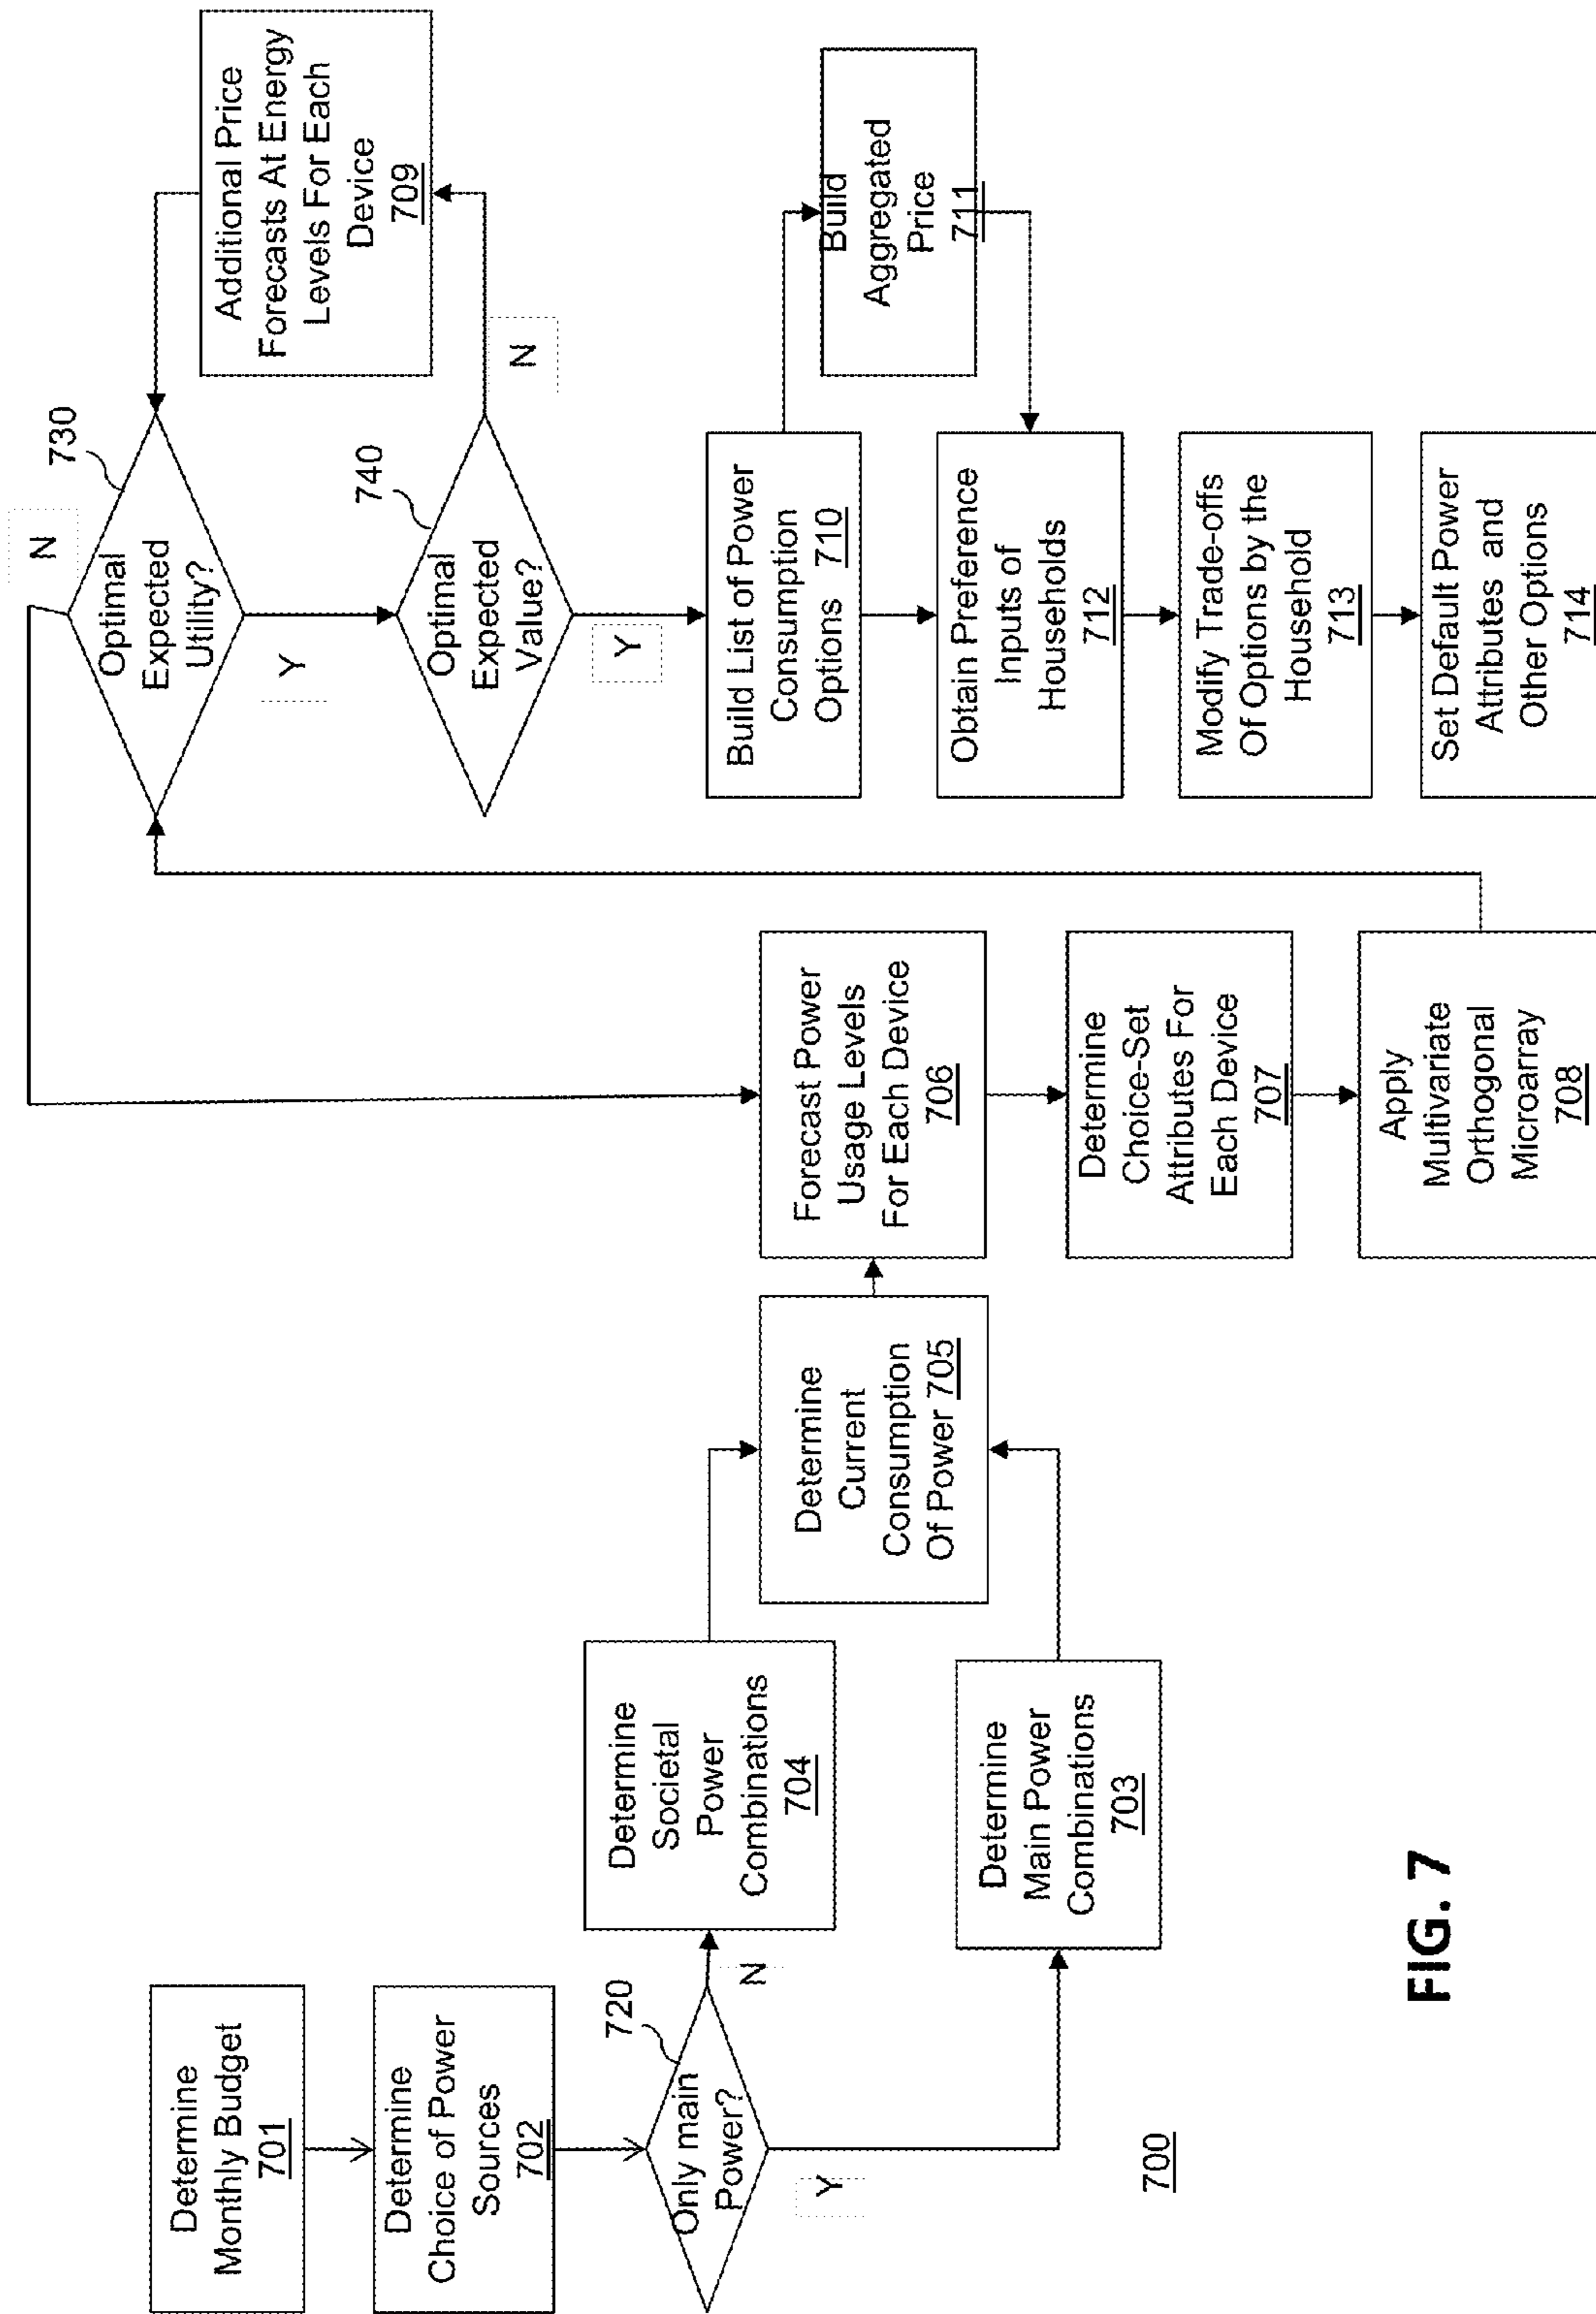 Determine
Monthly Budget
701
Determine
Choice of Power
Sources
702
720
Only main
Power?
N
Y
Determine
Societal
Power
Combinations
704
Determine
Main Power
Combinations
703
Determine
Current
Consumption
Of Power 705
Forecast Power
Usage Levels
For Each Device
706
Determine
Choice-Set
Attributes For
Each Device
707
Apply
Multivariate
Orthogonal
Microarray
708
N
730
Optimal
Expected
Utility?
Y
Additional Price
Forecasts At Energy
Levels For Each
Device
709
740
Optimal
Expected
Value?
N
Y
Build List of Power
Consumption
Options 710
Build
Aggregated
Price
711
Obtain Preference
Inputs of
Households
712
Modify Trade-offs
Of Options by the
Household
713
Set Default Power
Attributes and
Other Options
714
700
FIG. 7